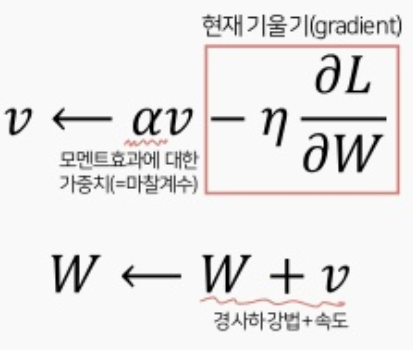 현재 기울기(gradient)
v ← αv − η ∂L/∂W
모멘트효과에 대한
가중치(=마찰계수)
W ← W + v
경사하강법+속도